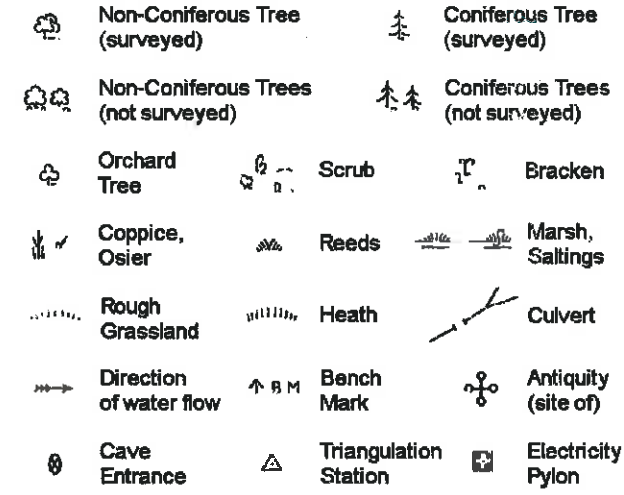 Non-Coniferous Tree
(surveyed)
Coniferous Tree
(surveyed)
Non-Coniferous Trees
(not surveyed)
Coniferous Trees
(not surveyed)
Orchard
Tree
Scrub
Bracken
Coppice,
Osier
Reeds
Marsh,
Saltings
Rough
Grassland
Heath
Culvert
Direction
of water flow
B M
Bench
Mark
Antiquity
(site of)
Cave
Entrance
Triangulation
Station
Electricity
Pylon